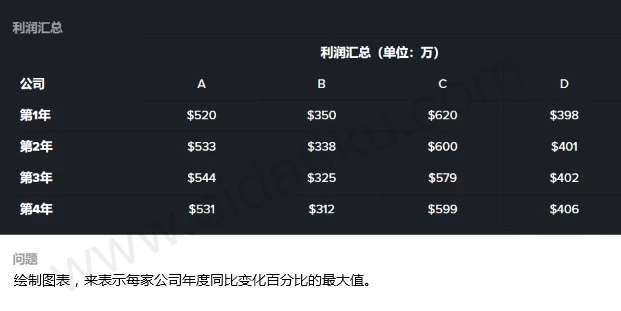 利润汇总
利润汇总（单位：万）
公司 A B C D
第1年 $520 $350 $620 $398
第2年 $533 $338 $600 $401
第3年 $544 $325 $579 $402
第4年 $531 $312 $599 $406
问题
绘制图表，来表示每家公司年度同比变化百分比的最大值。